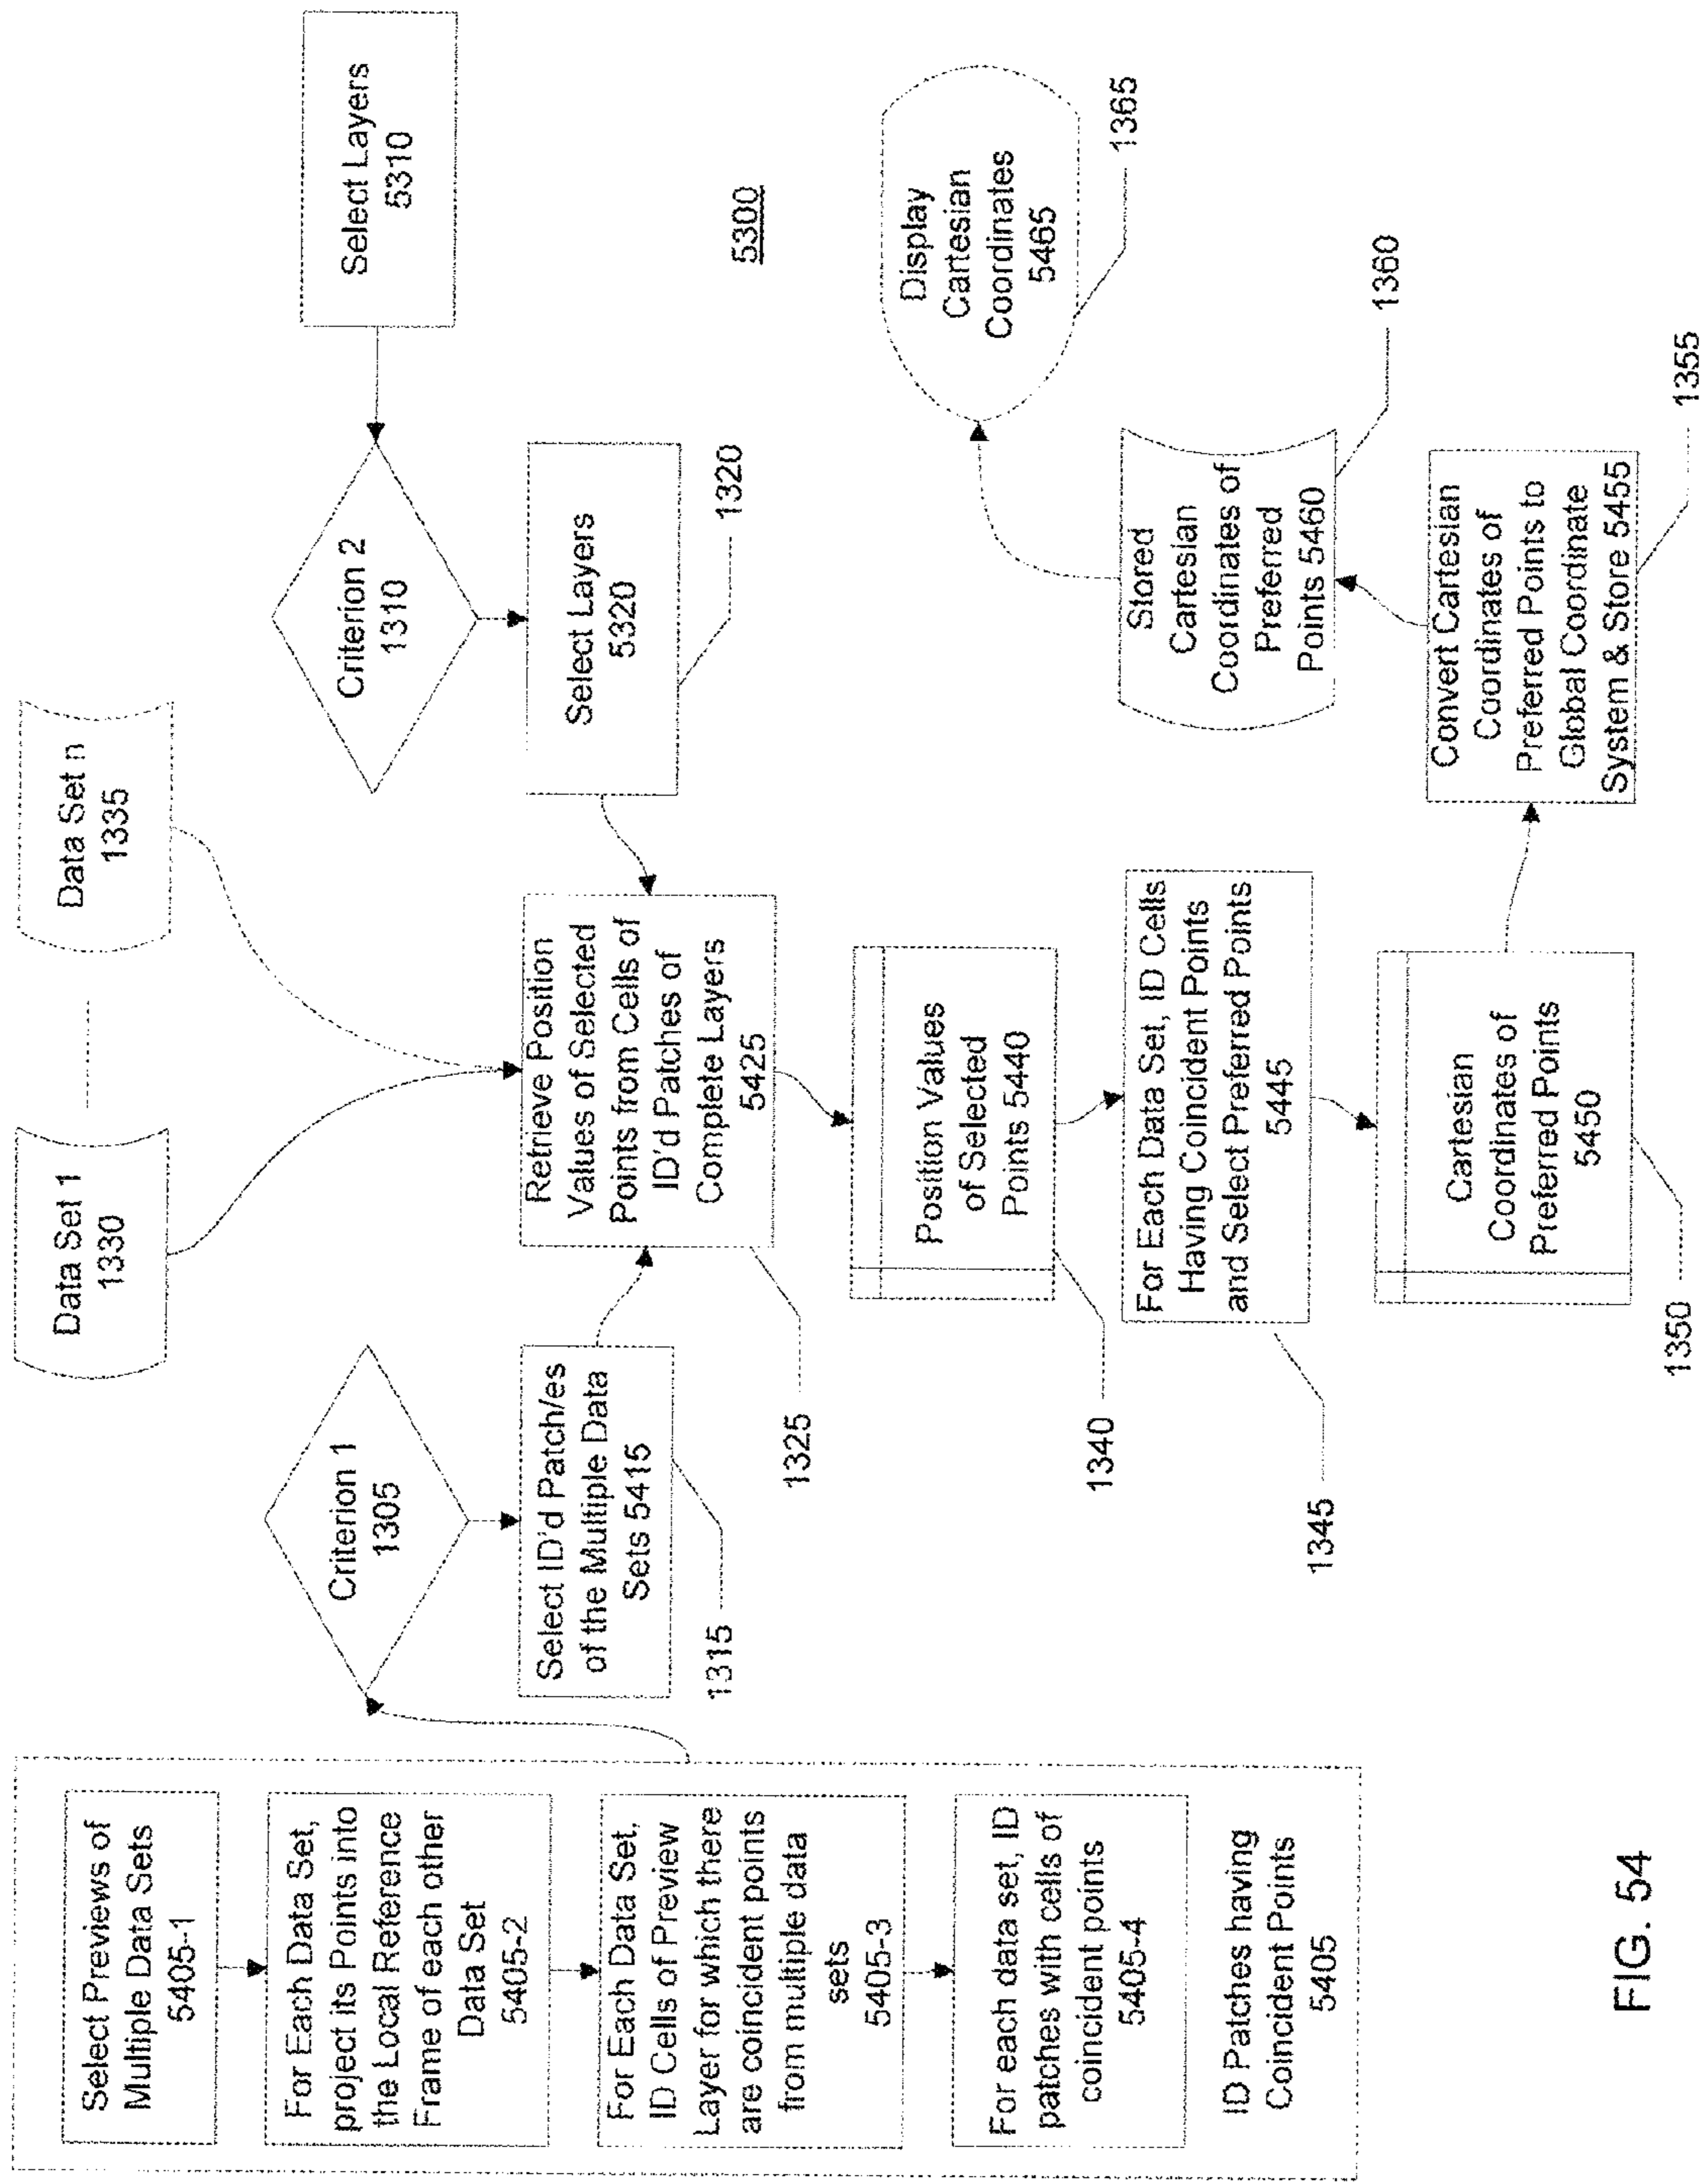 Select Previews of
Multiple Data Sets
5405-1
For Each Data Set,
project its Points into
the Local Reference
Frame of each other
Data Set
5405-2
For Each Data Set,
ID Cells of Preview
Layer for which there
are coincident points
from multiple data
sets
5405-3
For each data set, ID
patches with cells of
coincident points
5405-4
ID Patches having
Coincident Points
5405
Criterion 1
1305
Select ID'd Patch/es
of the Multiple Data
Sets 5415
1315
Data Set 1
1330
Data Set n
1335
Select Layers
5310
Criterion 2
1310
Select Layers
5320
1320
Retrieve Position
Values of Selected
Points from Cells of
ID'd Patches of
Complete Layers
5425
1325
Position Values
of Selected
Points 5440
1340
For Each Data Set, ID Cells
Having Coincident Points
and Select Preferred Points
5445
1345
Cartesian
Coordinates of
Preferred Points
5450
1350
Convert Cartesian
Coordinates of
Preferred Points to
Global Coordinate
System & Store 5455
1355
Stored
Cartesian
Coordinates of
Preferred
Points 5460
1360
Display
Cartesian
Coordinates
5465
1365
5300
FIG. 54